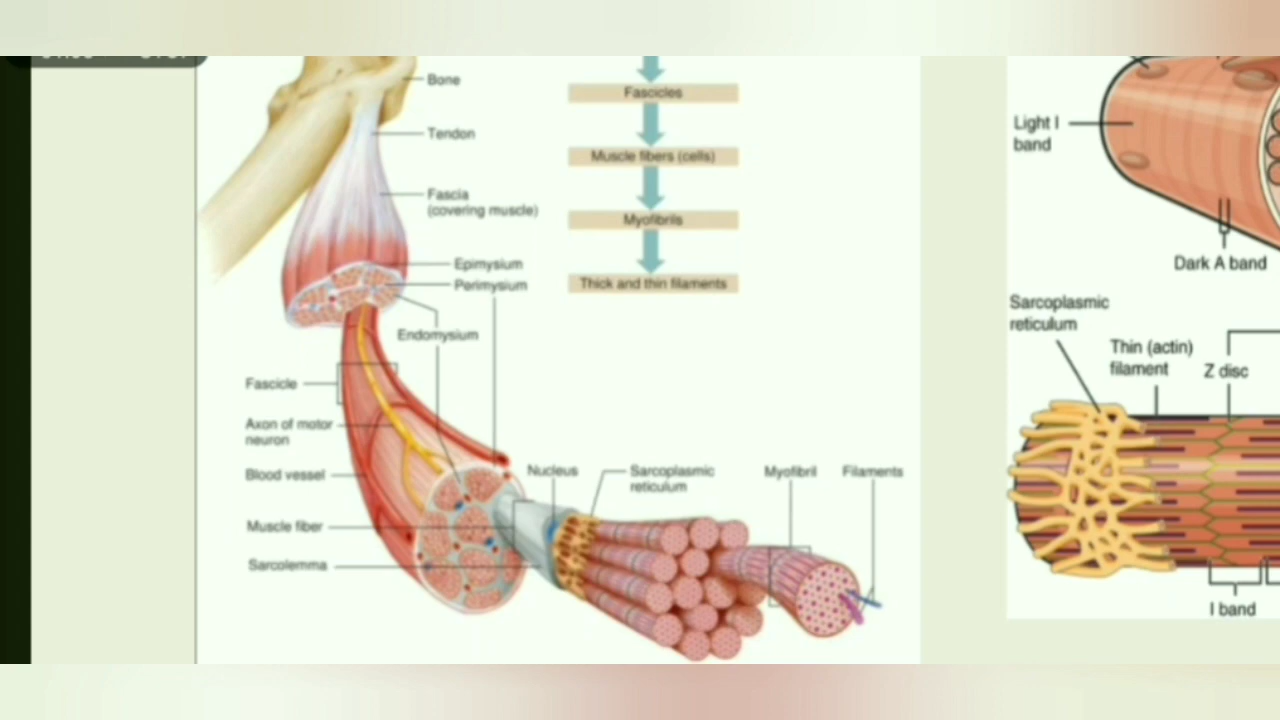 Bone
Tendon
Fascia
(covering muscle)
Epimysium
Perimysium
Endomysium
Fascicle
Axon of motor
neuron
Blood vessel
Muscle fiber
Sarcolemma
Nucleus
Sarcoplasmic
reticulum
Myofibril
Filaments
Fascicles
Muscle fibers (cells)
Myofibrils
Thick and thin filaments
Light I
band
Dark A band
Sarcoplasmic
reticulum
Thin (actin)
filament
Z disc
I band